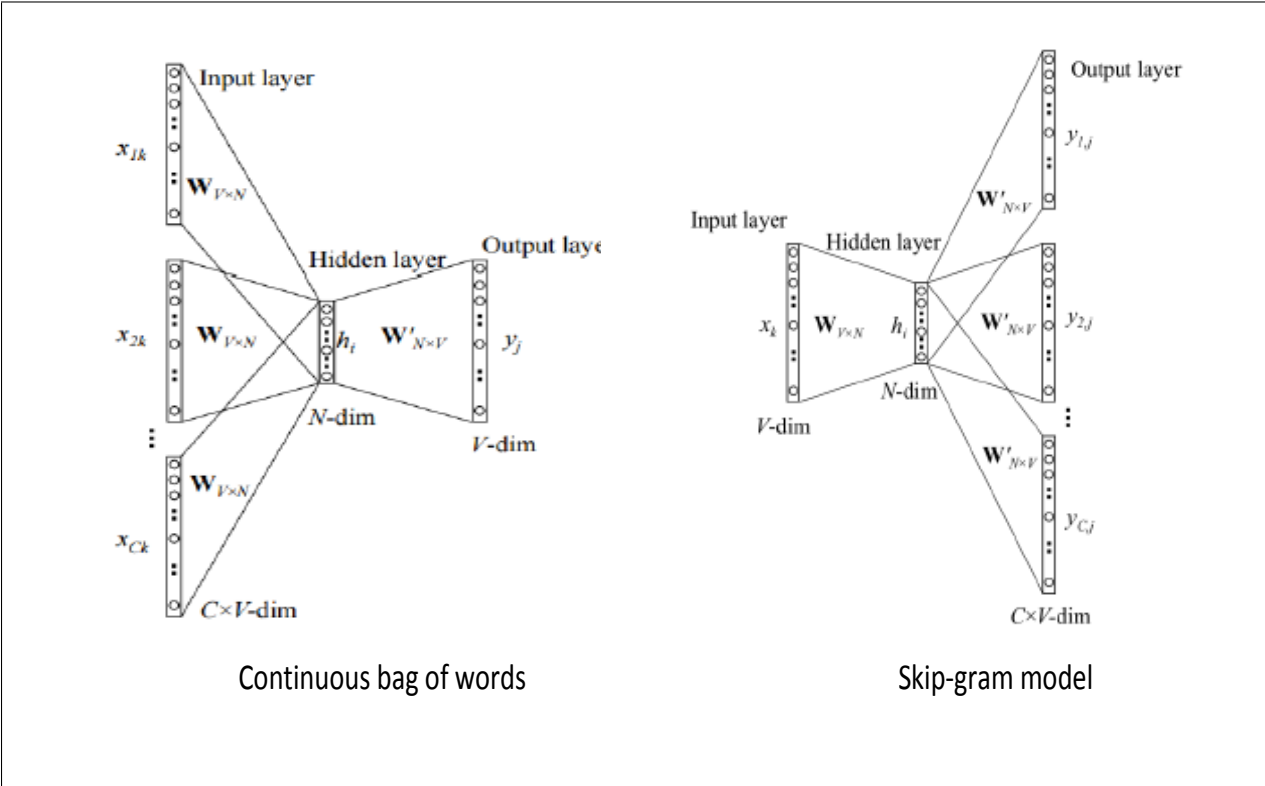 Input layer
x1k
WV×N
Hidden layer
Output laye
x2k
WV×N
hi
W'N×V
yj
N-dim
V-dim
WV×N
xCk
C×V-dim
Continuous bag of words
Output layer
y1,j
W'N×V
Input layer
Hidden layer
xk
WV×N
hi
W'N×V
y2,j
N-dim
V-dim
W'N×V
yC,j
C×V-dim
Skip-gram model